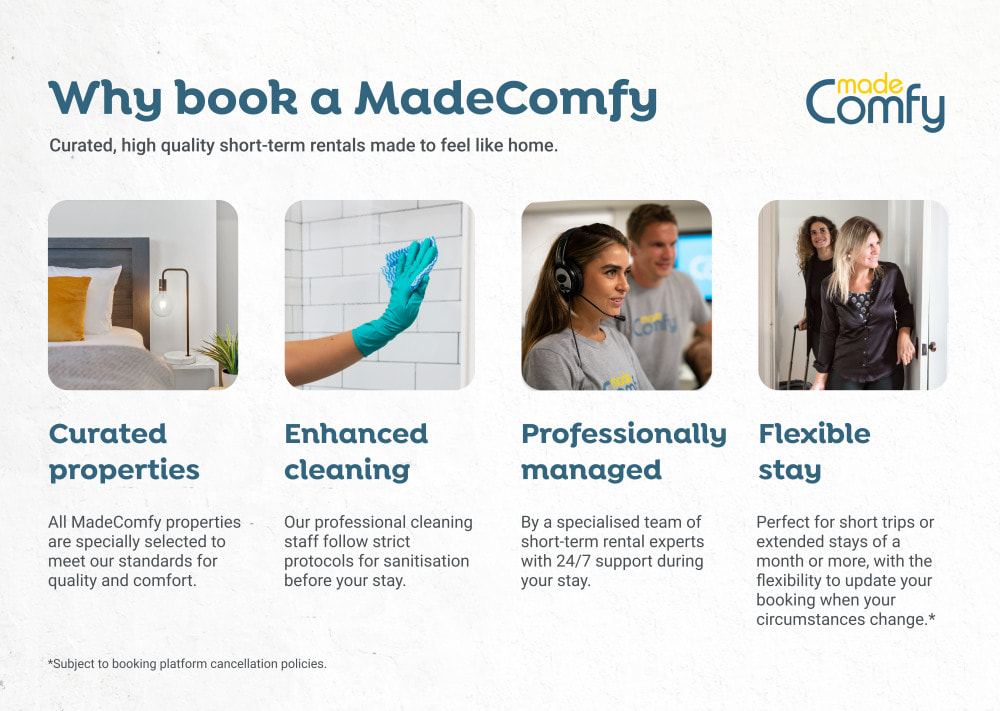 Why book a MadeComfy
made
Comfy
Curated, high quality short-term rentals made to feel like home.
made
Comfy
made
Curated
properties
Enhanced
cleaning
Professionally
managed
Flexible
stay
All MadeComfy properties
are specially selected to
meet our standards for
quality and comfort.
Our professional cleaning
staff follow strict
protocols for sanitisation
before your stay.
By a specialised team of
short-term rental experts
with 24/7 support during
your stay.
Perfect for short trips or
extended stays of a
month or more, with the
flexibility to update your
booking when your
circumstances change.*
*Subject to booking platform cancellation policies.